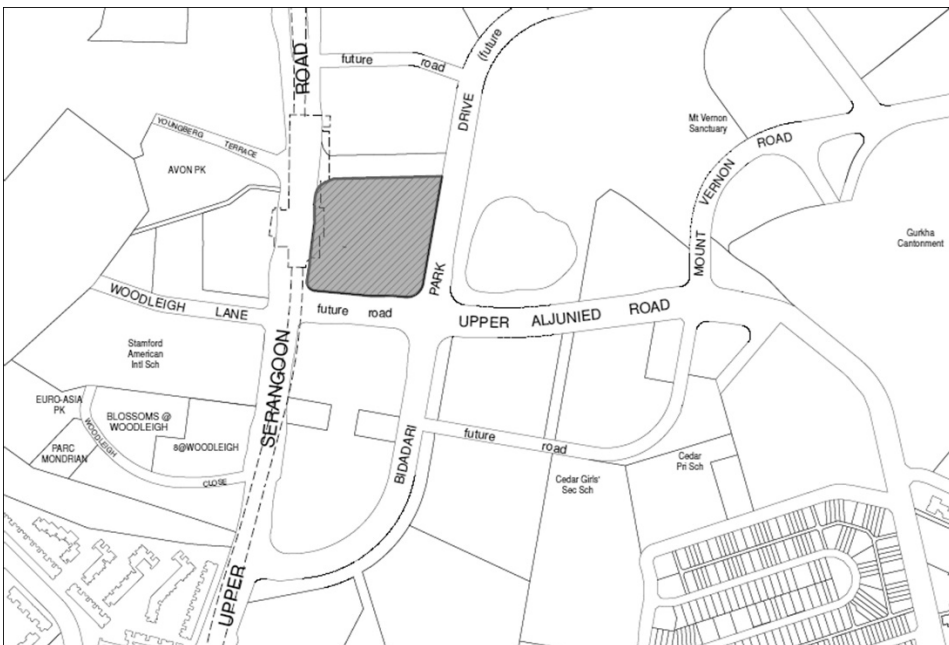 ROAD
future road
(future
DRIVE
YOUNGBERG
TERRACE
AVON PK
Mt Vernon
Sanctuary
MOUNT VERNON ROAD
Gurkha
Cantonment
PARK
WOODLEIGH LANE
future road
UPPER ALJUNIED ROAD
Stamford
American
Intl Sch
SERANGOON
EURO-ASIA
PK
BLOSSOMS @
WOODLEIGH
8@WOODLEIGH
PARC
MONDRIAN
WOODLEIGH
CLOSE
BIDADARI
future road
Cedar Girls'
Sec Sch
Cedar
Pri Sch
UPPER